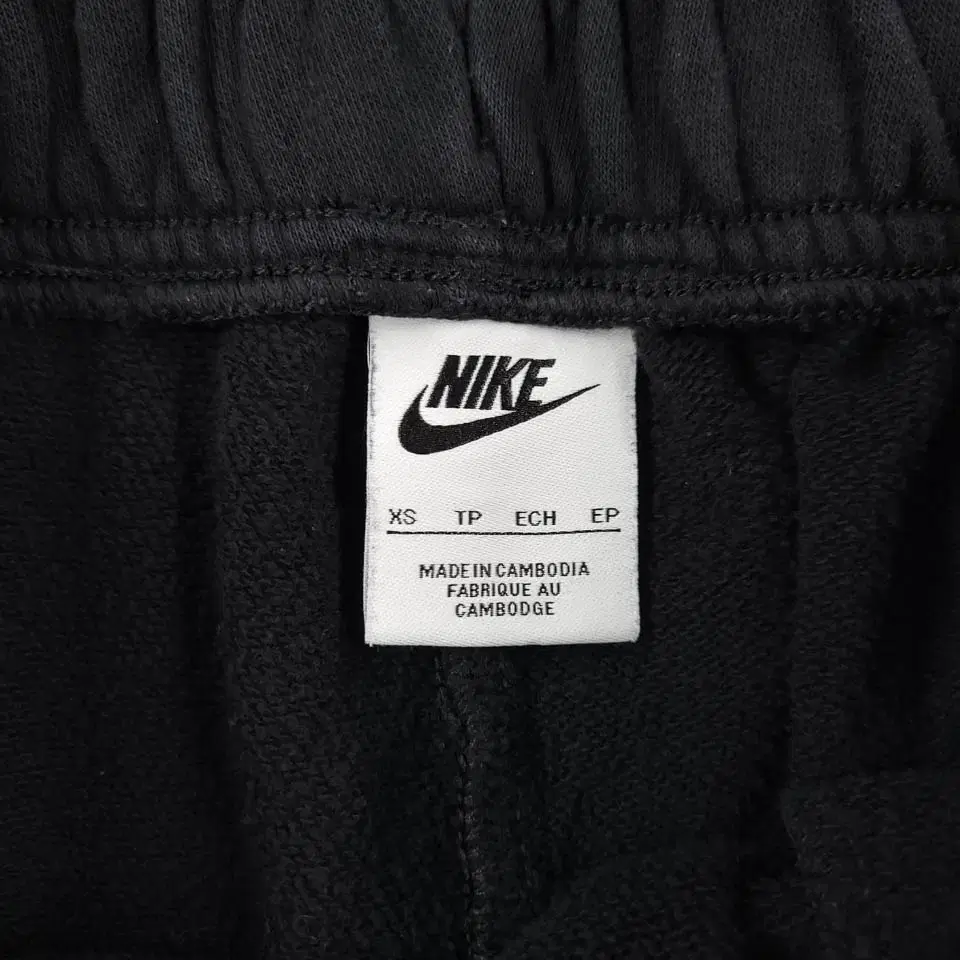 NIKE
XS TP ECH EP
MADE IN CAMBODIA
FABRIQUE AU
CAMBODGE